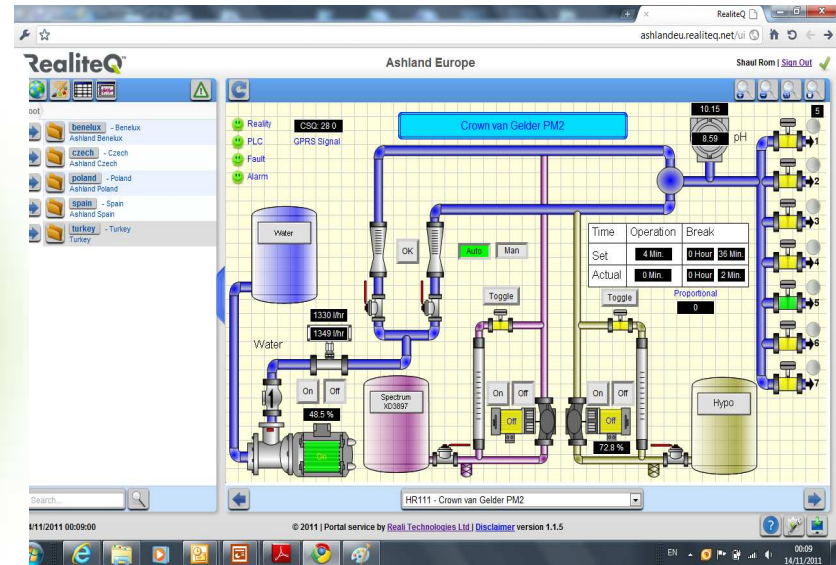 RealiteQ
ashlandeu.realiteq.net/ui
RealiteQ
Ashland Europe
Shaul Rom | Sign Out
oot
benelux - Benelux
Ashland Benelux
czech - Czech
Ashland Czech
poland - Poland
Ashland Poland
spain - Spain
Ashland Spain
turkey - Turkey
Turkey
Reality
PLC
Fault
Alarm
CSQ: 28 0
GPRS Signal
Crown van Gelder PM2
10.15
8.59
pH
5
1
2
3
4
5
6
7
Water
OK
Auto
Man
Time Operation Break
Set 4 Min. 0 Hour 36 Min.
Actual 0 Min. 0 Hour 2 Min.
Proportional
0
Toggle
Toggle
1330 l/hr
1349 l/hr
Water
On Off
48.5 %
On
Spectrum
XD3897
On Off
Off
On Off
Off
72.8 %
Hypo
Search...
HR111 - Crown van Gelder PM2
4/11/2011 00:09:00
© 2011 | Portal service by Reali Technologies Ltd | Disclaimer version 1.1.5
EN
00:09
14/11/2011